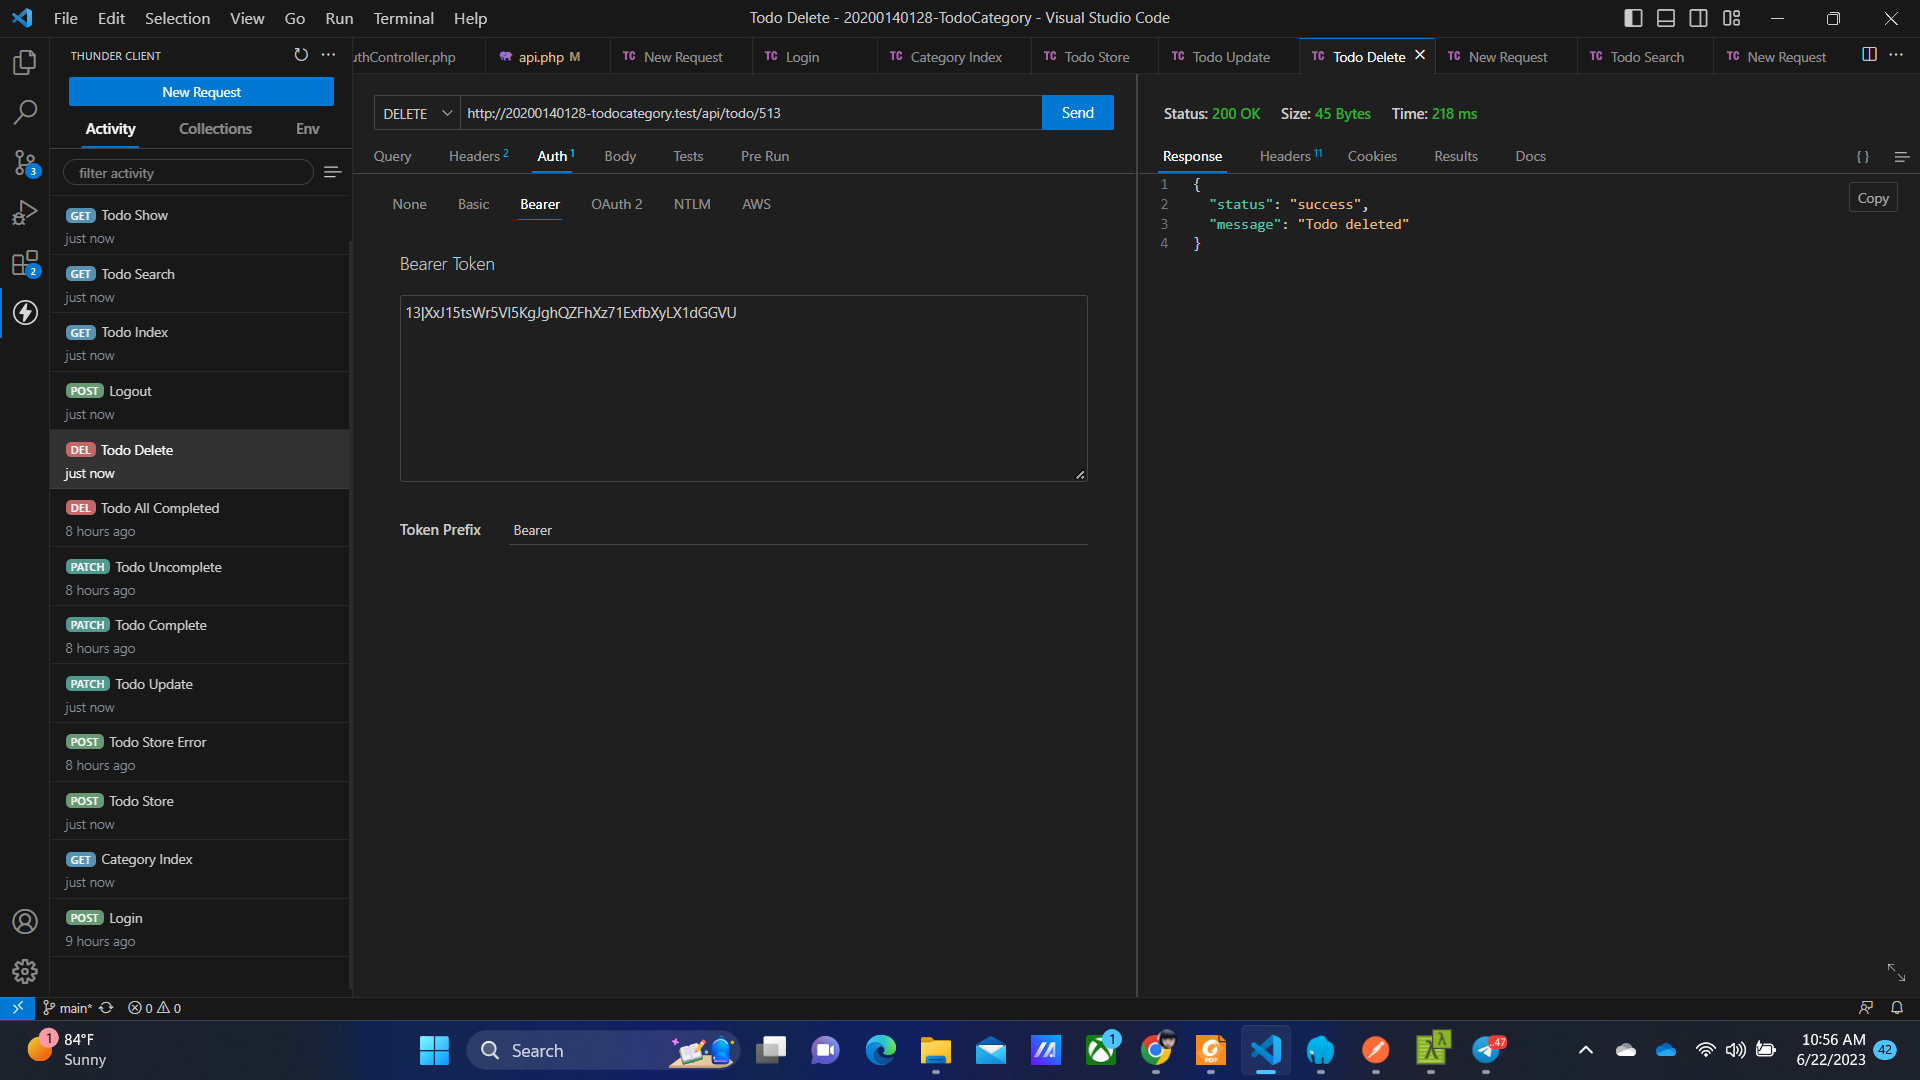 File Edit Selection View Go Run Terminal Help
Todo Delete - 20200140128-TodoCategory - Visual Studio Code
THUNDER CLIENT
New Request
Activity Collections Env
filter activity
GET Todo Show
just now
GET Todo Search
just now
GET Todo Index
just now
POST Logout
just now
DEL Todo Delete
just now
DEL Todo All Completed
8 hours ago
PATCH Todo Uncomplete
8 hours ago
PATCH Todo Complete
8 hours ago
PATCH Todo Update
just now
POST Todo Store Error
8 hours ago
POST Todo Store
just now
GET Category Index
just now
POST Login
9 hours ago
3
2
uthController.php api.php M TC New Request TC Login TC Category Index TC Todo Store TC Todo Update TC Todo Delete TC New Request TC Todo Search TC New Request
DELETE http://20200140128-todocategory.test/api/todo/513 Send
Query Headers 2 Auth 1 Body Tests Pre Run
None Basic Bearer OAuth 2 NTLM AWS
Bearer Token
Token Prefix Bearer
Status: 200 OK Size: 45 Bytes Time: 218 ms
Response Headers 11 Cookies Results Docs { }
Copy
1 {
2 "status": "success",
3 "message": "Todo deleted"
4 }
main* 0 0
1
84°F
Sunny
Search
1
PDF
λ λ
47
10:56 AM
6/22/2023
42